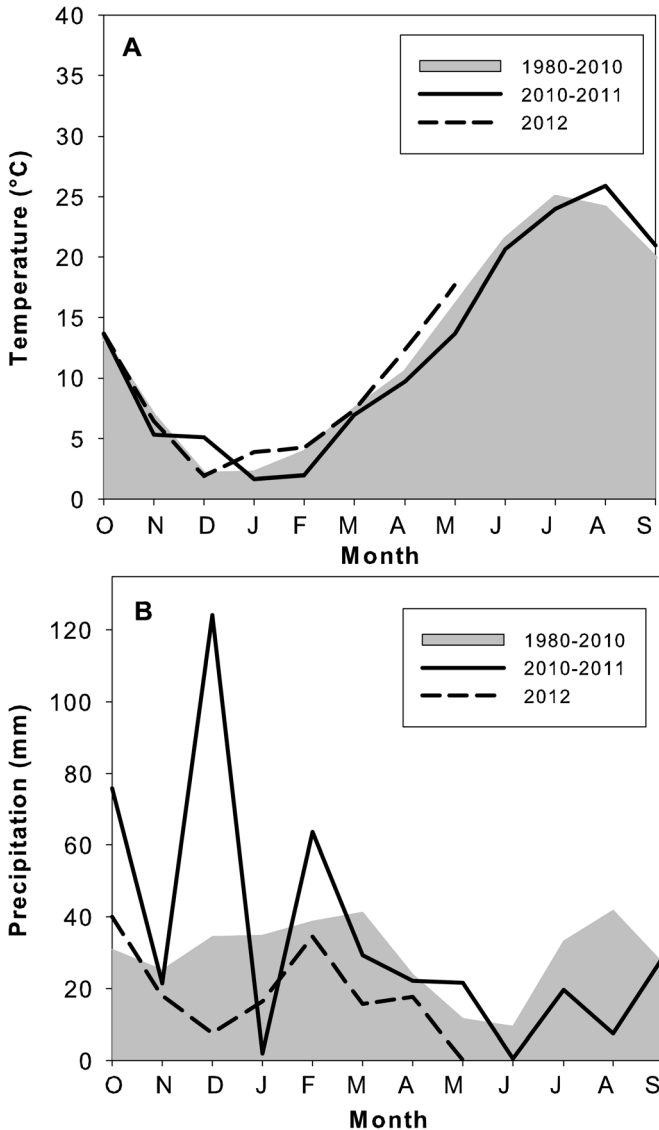 A
1980-2010
2010-2011
2012
40
35
30
25
20
15
10
5
0
Temperature (°C)
O N D J F M A M J J A S
Month
B
1980-2010
2010-2011
2012
120
100
80
60
40
20
0
Precipitation (mm)
O N D J F M A M J J A S
Month